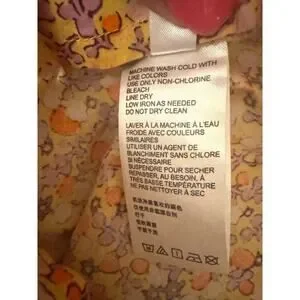 MACHINE WASH COLD WITH
LIKE COLORS
USE ONLY NON-CHLORINE
BLEACH
LINE DRY
LOW IRON AS NEEDED
DO NOT DRY CLEAN
LAVER À LA MACHINE À L'EAU
FROIDE AVEC COULEURS
SIMILAIRES
UTILISER UN AGENT DE
BLANCHIMENT SANS CHLORE
SI NÉCESSAIRE
SUSPENDRE POUR SÉCHER
REPASSER, AU BESOIN, À
TRÈS BASSE TEMPÉRATURE
NE PAS NETTOYER À SEC